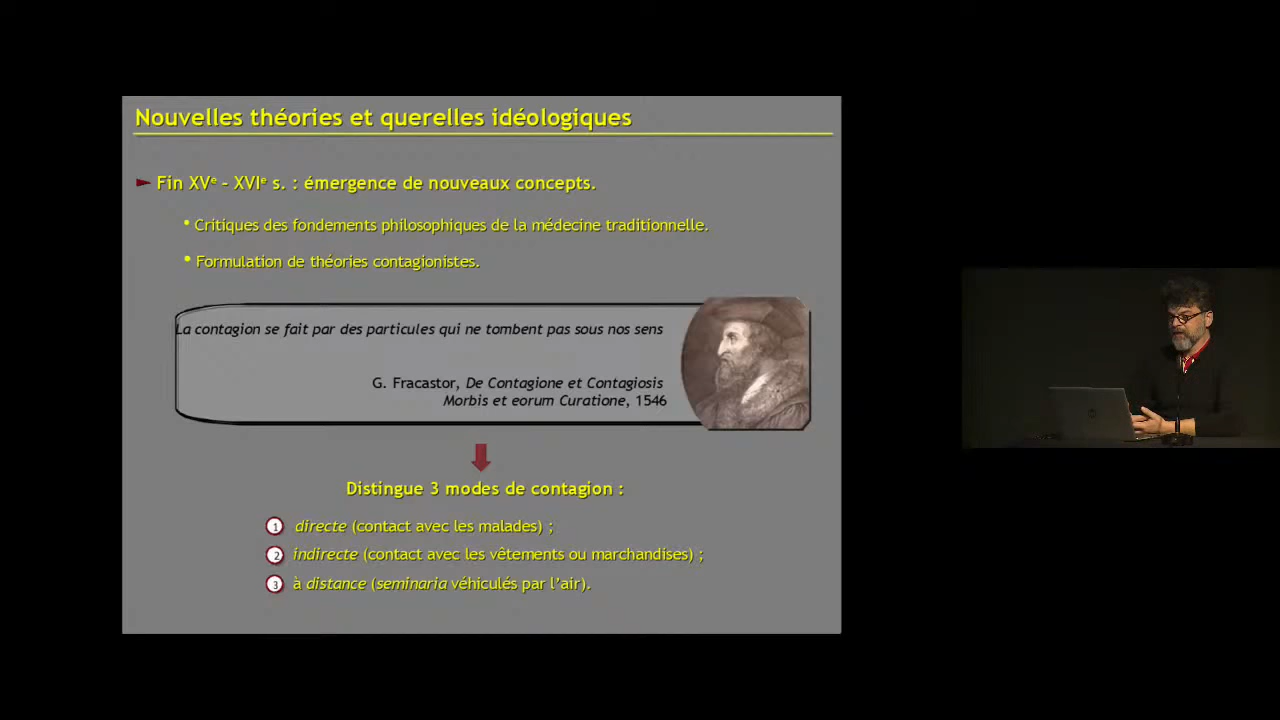 Nouvelles théories et querelles idéologiques
► Fin XVᵉ - XVIᵉ s. : émergence de nouveaux concepts.
• Critiques des fondements philosophiques de la médecine traditionnelle.
• Formulation de théories contagionistes.
La contagion se fait par des particules qui ne tombent pas sous nos sens
G. Fracastor, De Contagione et Contagiosis
Morbis et eorum Curatione, 1546
Distingue 3 modes de contagion :
1 directe (contact avec les malades) ;
2 indirecte (contact avec les vêtements ou marchandises) ;
3 à distance (seminaria véhiculés par l'air).